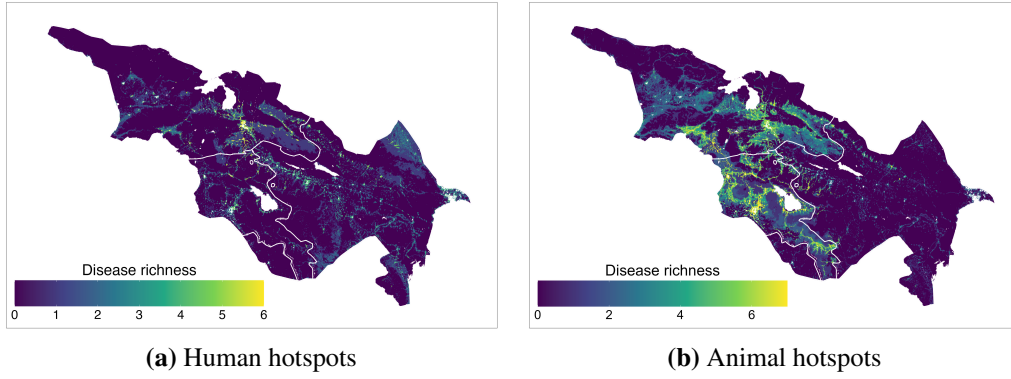 Disease richness
0 1 2 3 4 5 6
(a) Human hotspots
Disease richness
0 2 4 6
(b) Animal hotspots